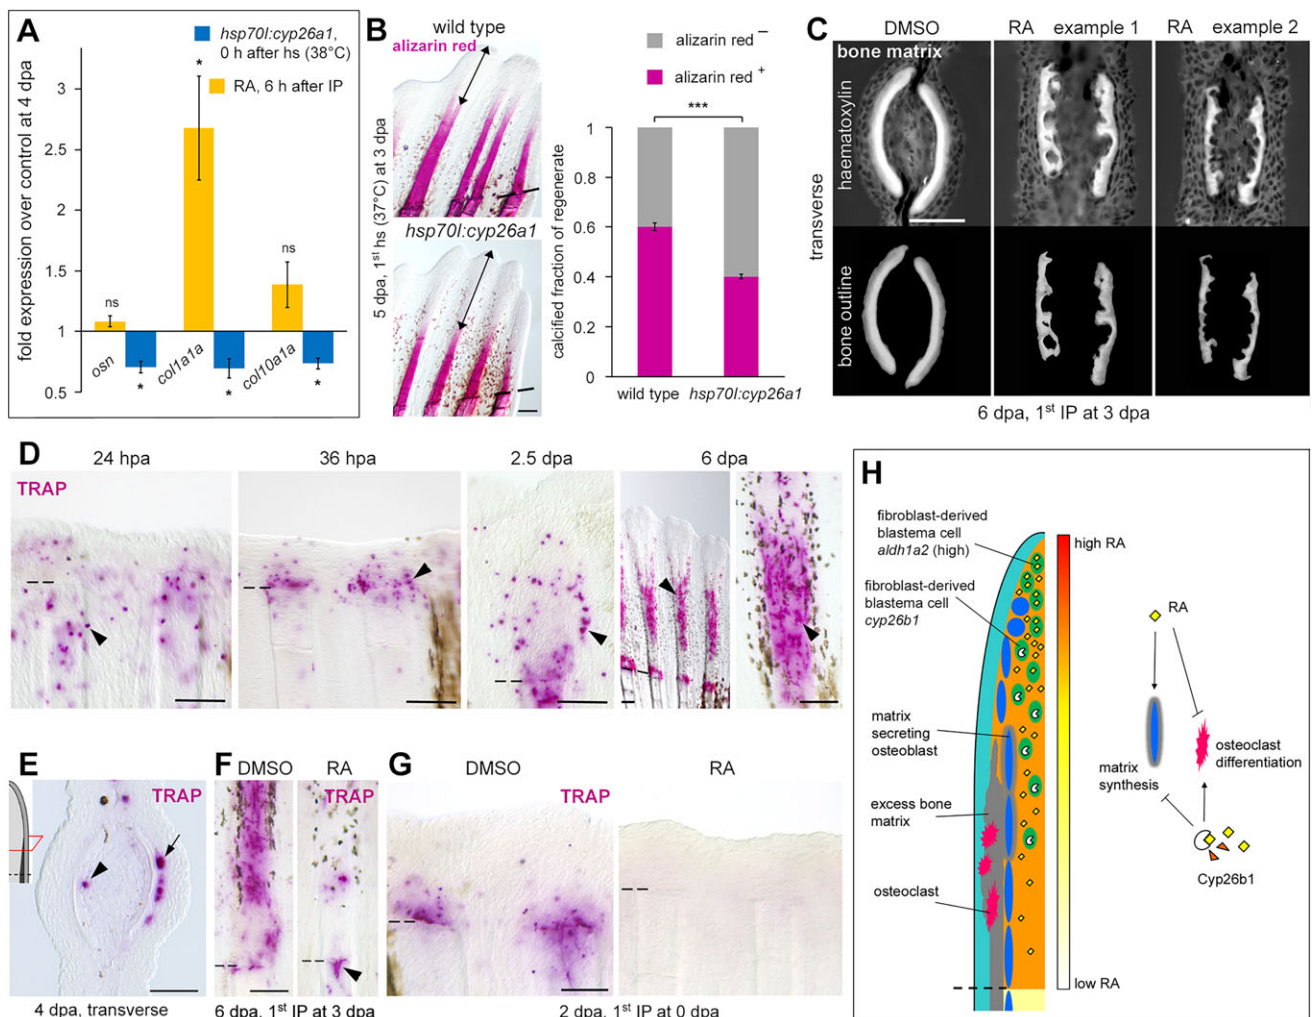 A
hsp70l:cyp26a1,
0 h after hs (38°C)
RA, 6 h after IP
fold expression over control at 4 dpa
3
2.5
2
1.5
1
0.5
*
ns
ns
osn
col1a1a
col10a1a
*
*
*
B
wild type
alizarin red
hsp70l:cyp26a1
5 dpa, 1st hs (37°C) at 3 dpa
alizarin red –
alizarin red +
***
calcified fraction of regenerate
1
0.8
0.6
0.4
0.2
0
wild type
hsp70l:cyp26a1
C
DMSO
RA example 1
RA example 2
bone matrix
haematoxylin
transverse
bone outline
6 dpa, 1st IP at 3 dpa
D
24 hpa
36 hpa
2.5 dpa
6 dpa
TRAP
E
TRAP
4 dpa, transverse
F
DMSO
RA
TRAP
6 dpa, 1st IP at 3 dpa
G
DMSO
RA
TRAP
2 dpa, 1st IP at 0 dpa
H
fibroblast-derived
blastema cell
aldh1a2 (high)
fibroblast-derived
blastema cell
cyp26b1
matrix
secreting
osteoblast
excess bone
matrix
osteoclast
high RA
low RA
RA
matrix
synthesis
osteoclast
differentiation
Cyp26b1